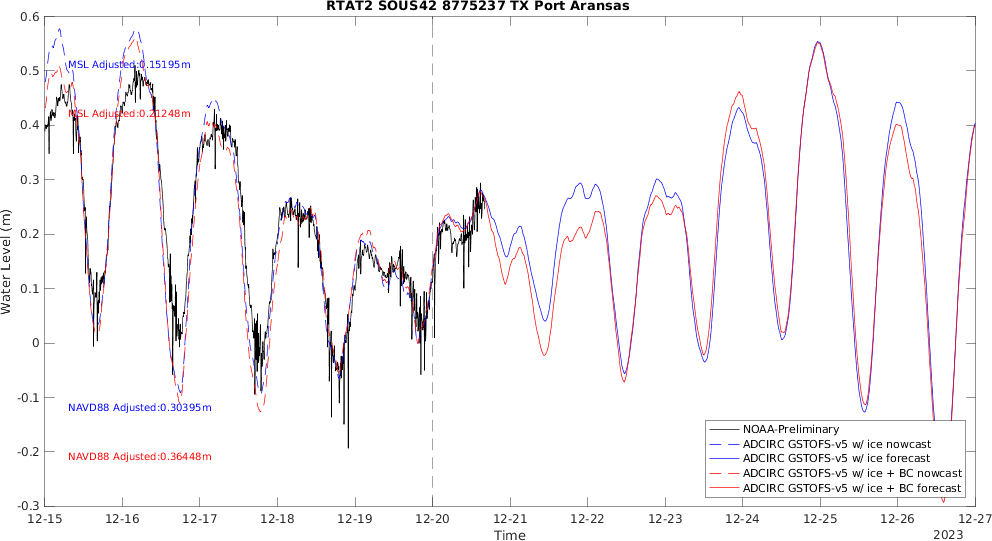 RTAT2 SOUS42 8775237 TX Port Aransas
Water Level (m)
0.6
0.5
0.4
0.3
0.2
0.1
0
-0.1
-0.2
-0.3
MSL Adjusted:0.15195m
MSL Adjusted:0.21248m
NAVD88 Adjusted:0.30395m
NAVD88 Adjusted:0.36448m
NOAA-Preliminary
ADCIRC GSTOFS-v5 w/ ice nowcast
ADCIRC GSTOFS-v5 w/ ice forecast
ADCIRC GSTOFS-v5 w/ ice + BC nowcast
ADCIRC GSTOFS-v5 w/ ice + BC forecast
12-15 12-16 12-17 12-18 12-19 12-20 12-21 12-22 12-23 12-24 12-25 12-26 12-27
Time
2023